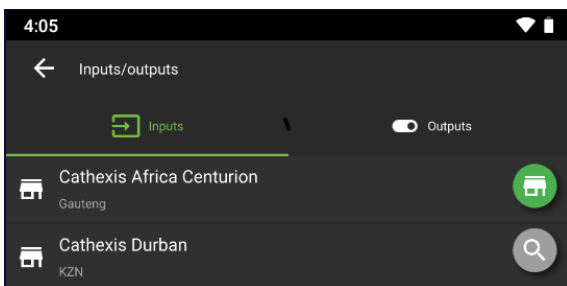 4:05
Inputs/outputs
Inputs
Outputs
Cathexis Africa Centurion
Gauteng
Cathexis Durban
KZN